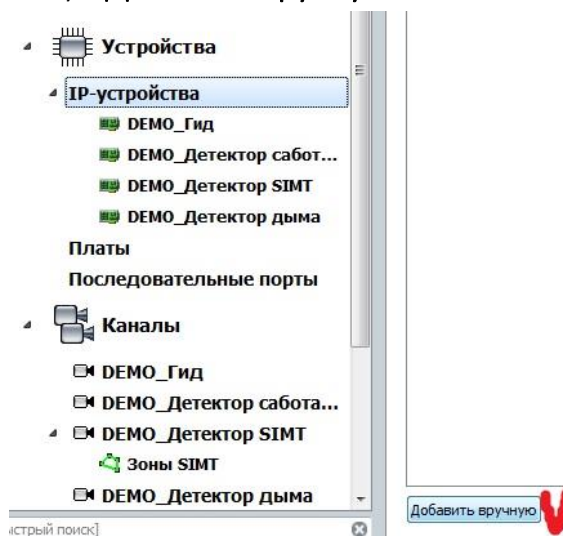 Устройства
IP-устройства
DEMO_Гид
DEMO_Детектор сабот...
DEMO_Детектор SIMT
DEMO_Детектор дыма
Платы
Последовательные порты
Каналы
DEMO_Гид
DEMO_Детектор сабота...
DEMO_Детектор SIMT
Зоны SIMT
DEMO_Детектор дыма
Добавить вручную
поиск]